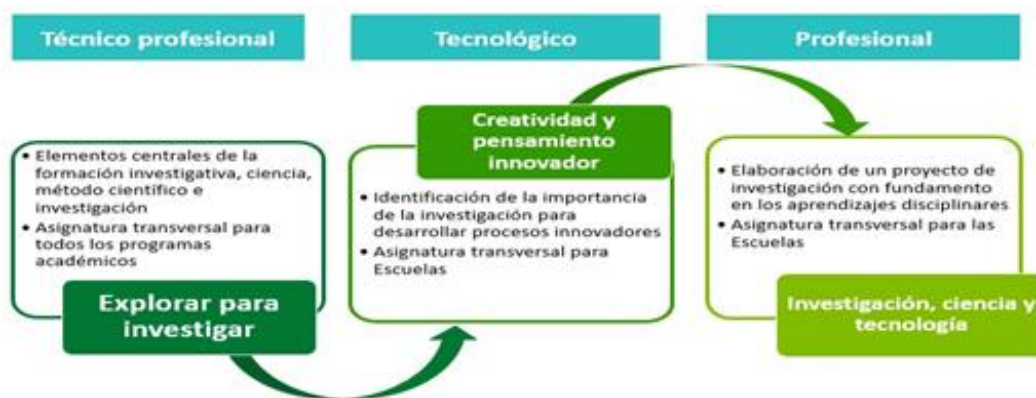 Técnico profesional
Tecnológico
Profesional
• Elementos centrales de la
formación investigativa, ciencia,
método científico e
investigación
• Asignatura transversal para
todos los programas
académicos
Explorar para
investigar
Creatividad y
pensamiento
innovador
• Identificación de la importancia
de la investigación para
desarrollar procesos innovadores
• Asignatura transversal para
Escuelas
• Elaboración de un proyecto de
investigación con fundamento
en los aprendizajes disciplinares
• Asignatura transversal para las
Escuelas
Investigación, ciencia y
tecnología